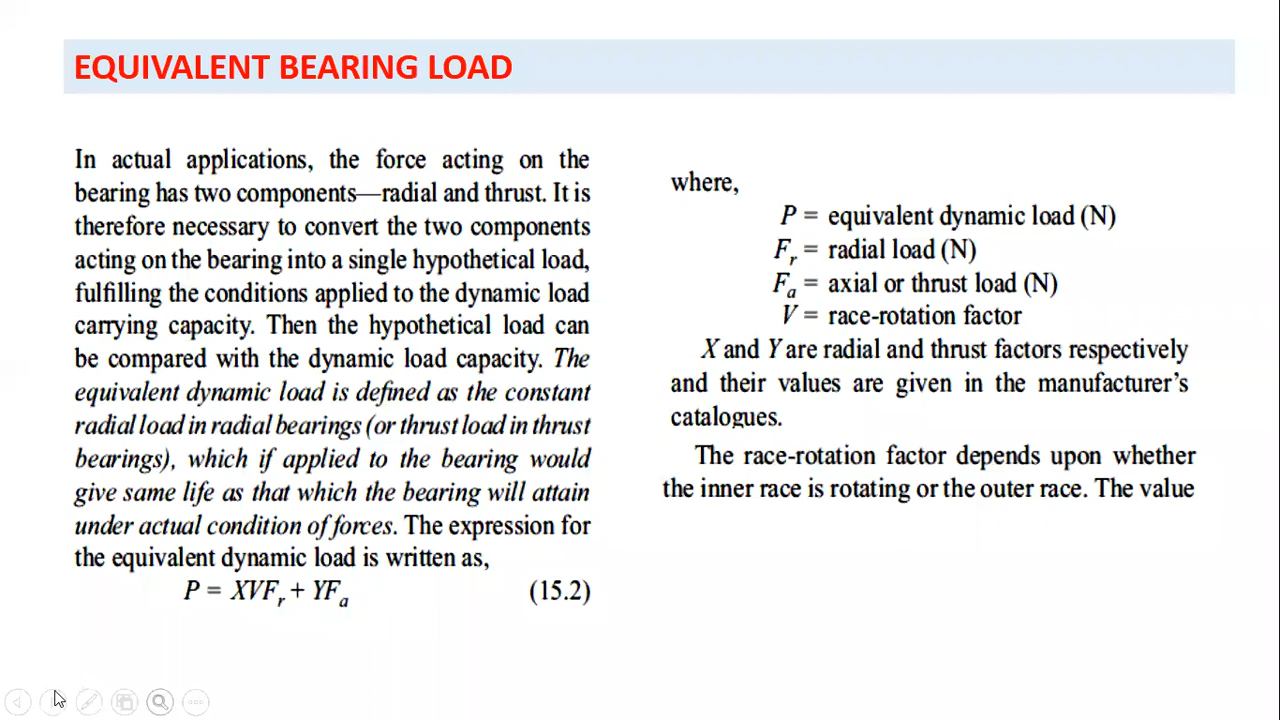 EQUIVALENT BEARING LOAD
In actual applications, the force acting on the
bearing has two components—radial and thrust. It is
therefore necessary to convert the two components
acting on the bearing into a single hypothetical load,
fulfilling the conditions applied to the dynamic load
carrying capacity. Then the hypothetical load can
be compared with the dynamic load capacity. The
equivalent dynamic load is defined as the constant
radial load in radial bearings (or thrust load in thrust
bearings), which if applied to the bearing would
give same life as that which the bearing will attain
under actual condition of forces. The expression for
the equivalent dynamic load is written as,
P = XVFr + YFa (15.2)
where,
P = equivalent dynamic load (N)
Fr = radial load (N)
Fa = axial or thrust load (N)
V = race-rotation factor
X and Y are radial and thrust factors respectively
and their values are given in the manufacturer's
catalogues.
The race-rotation factor depends upon whether
the inner race is rotating or the outer race. The value